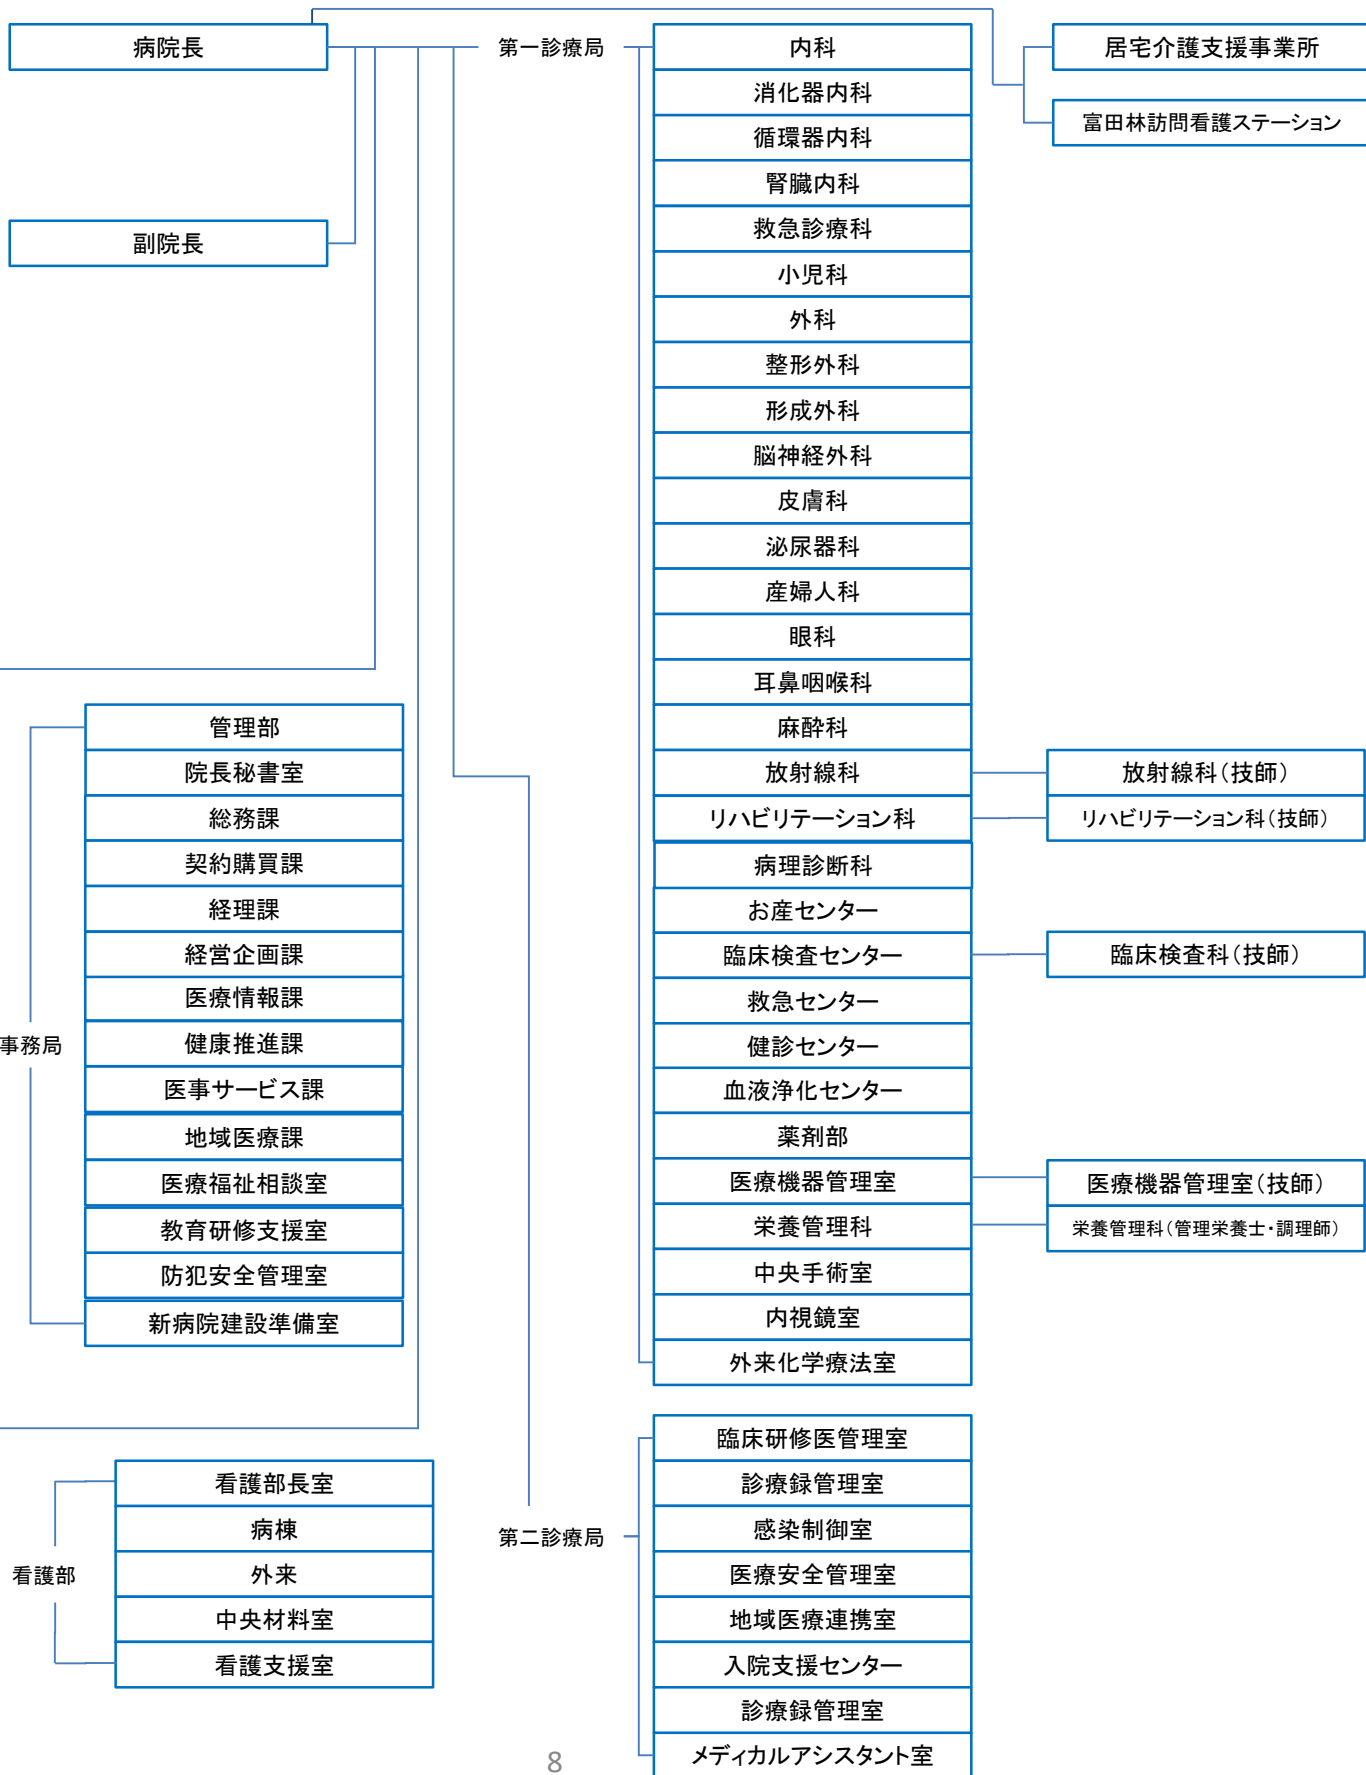 病院長
副院長
第一診療局
内科
消化器内科
循環器内科
腎臓内科
救急診療科
小児科
外科
整形外科
形成外科
脳神経外科
皮膚科
泌尿器科
産婦人科
眼科
耳鼻咽喉科
麻酔科
放射線科
リハビリテーション科
病理診断科
お産センター
臨床検査センター
救急センター
健診センター
血液浄化センター
薬剤部
医療機器管理室
栄養管理科
中央手術室
内視鏡室
外来化学療法室
居宅介護支援事業所
富田林訪問看護ステーション
放射線科（技師）
リハビリテーション科（技師）
臨床検査科（技師）
医療機器管理室（技師）
栄養管理科（管理栄養士・調理師）
事務局
管理部
院長秘書室
総務課
契約購買課
経理課
経営企画課
医療情報課
健康推進課
医事サービス課
地域医療課
医療福祉相談室
教育研修支援室
防犯安全管理室
新病院建設準備室
看護部
看護部長室
病棟
外来
中央材料室
看護支援室
第二診療局
臨床研修医管理室
診療録管理室
感染制御室
医療安全管理室
地域医療連携室
入院支援センター
診療録管理室
メディカルアシスタント室
8